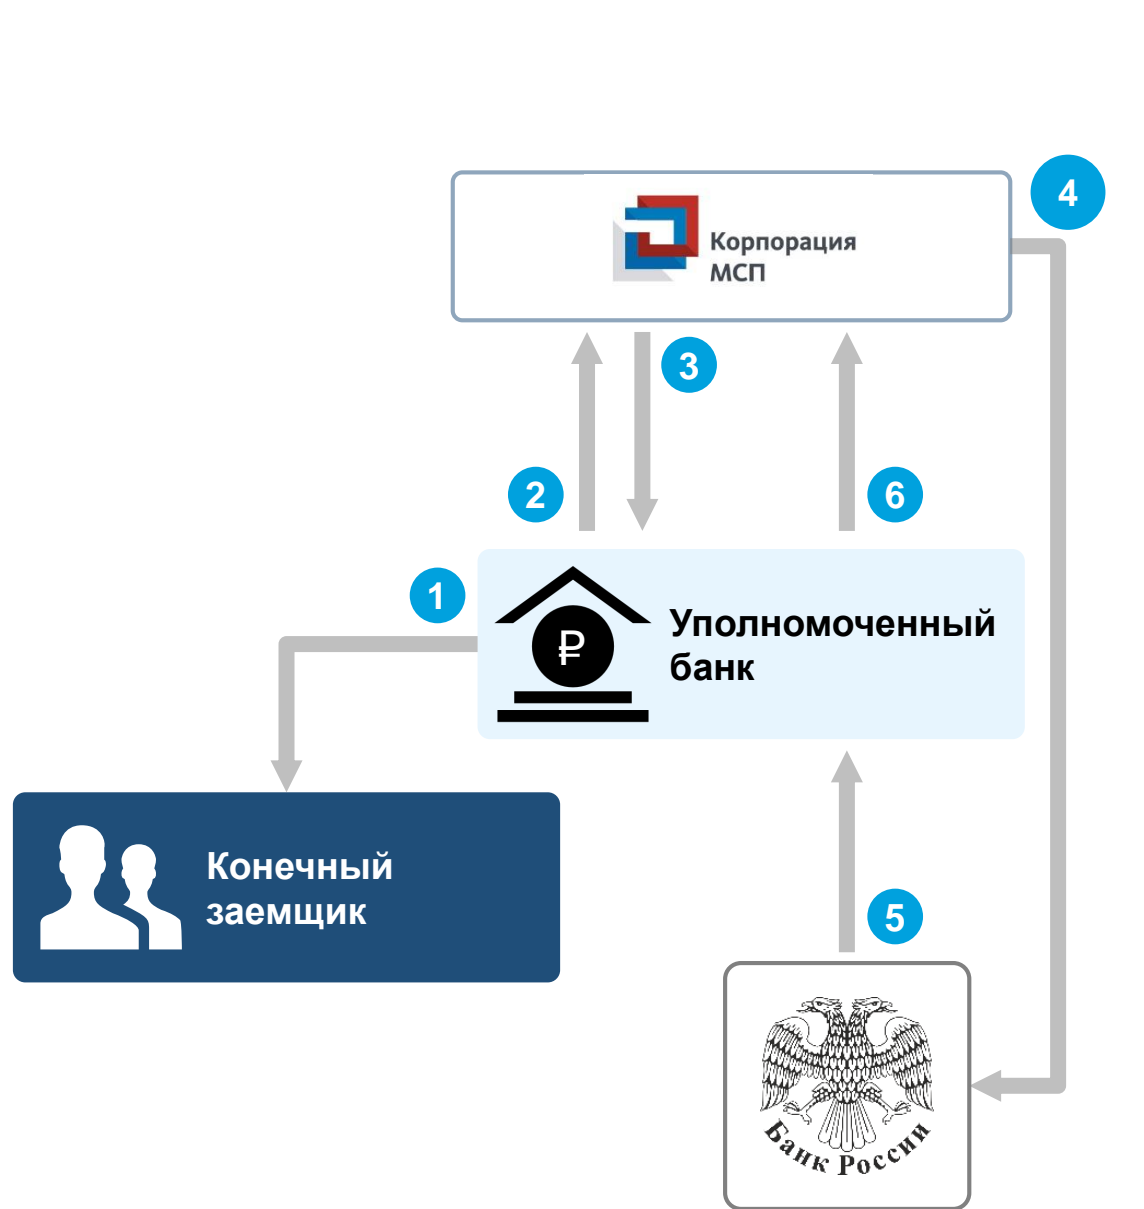 4
Корпорация
МСП
3
2
6
1
Уполномоченный
банк
₽
Конечный
заемщик
5
Банк России